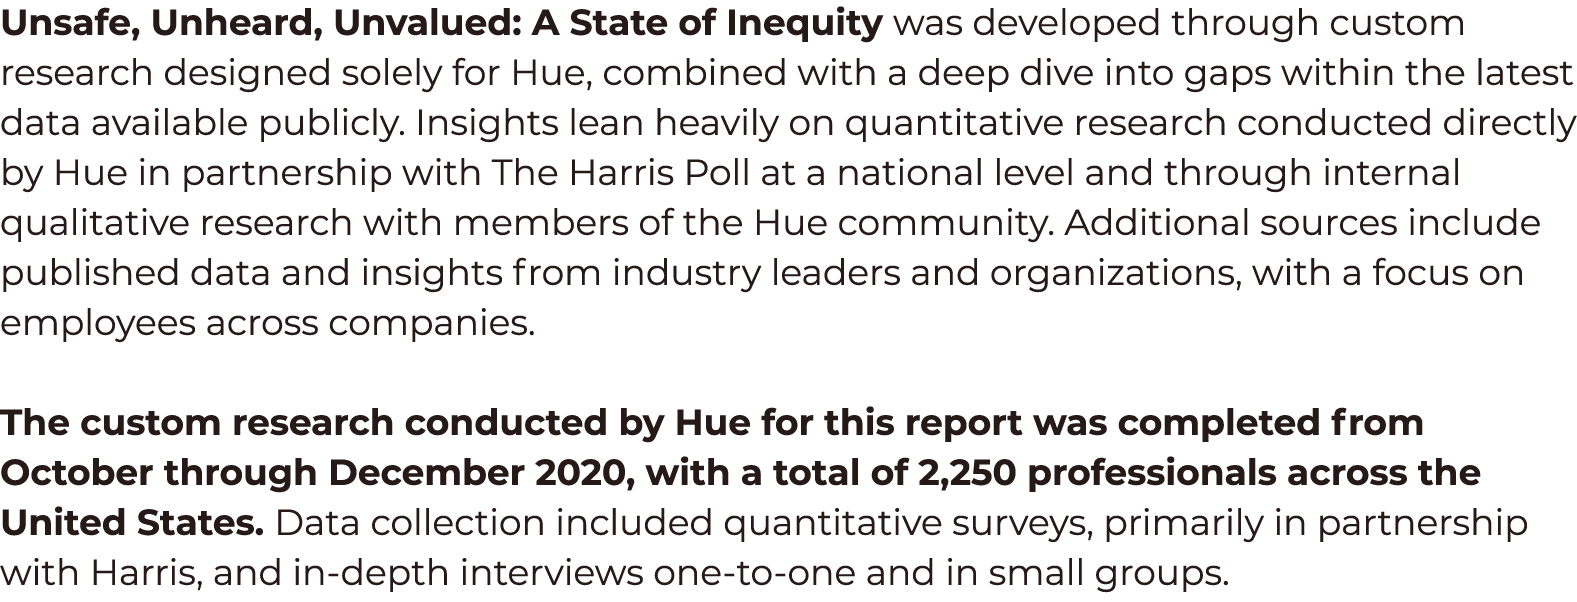 Unsafe, Unheard, Unvalued: A State of Inequity was developed through custom
research designed solely for Hue, combined with a deep dive into gaps within the latest
data available publicly. Insights lean heavily on quantitative research conducted directly
by Hue in partnership with The Harris Poll at a national level and through internal
qualitative research with members of the Hue community. Additional sources include
published data and insights from industry leaders and organizations, with a focus on
employees across companies.
The custom research conducted by Hue for this report was completed from
October through December 2020, with a total of 2,250 professionals across the
United States. Data collection included quantitative surveys, primarily in partnership
with Harris, and in-depth interviews one-to-one and in small groups.